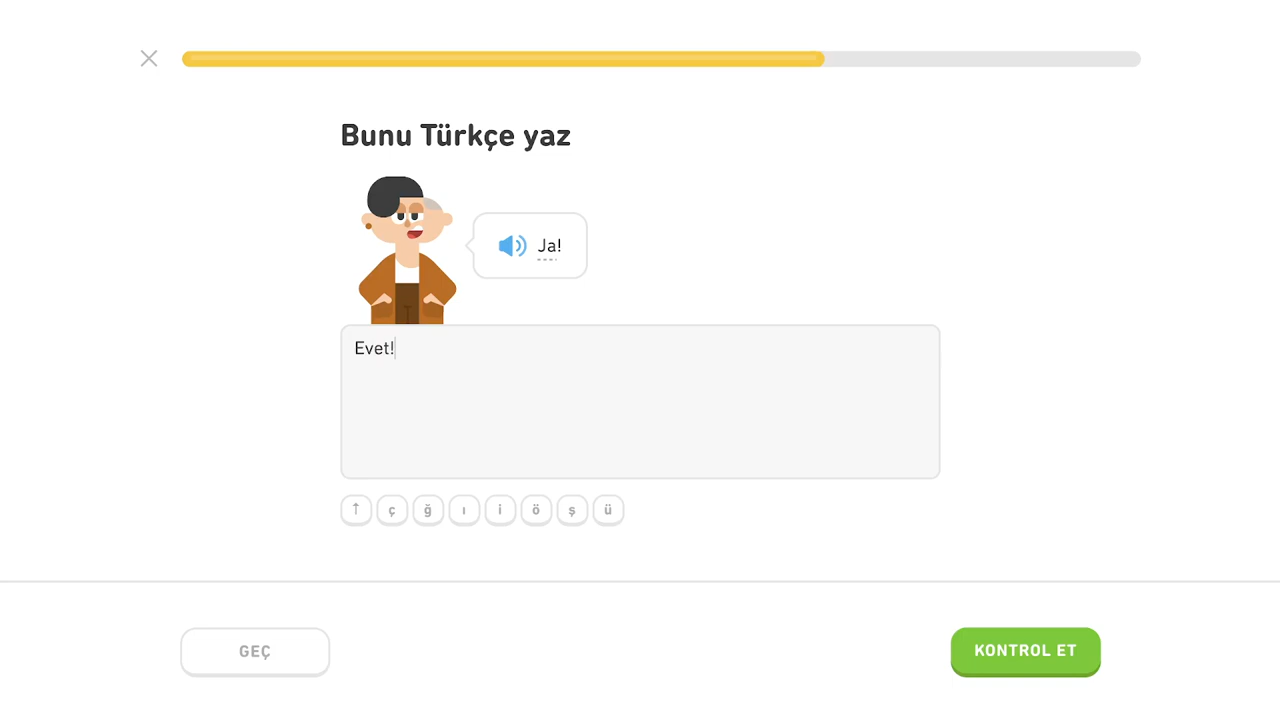 Bunu Türkçe yaz
Ja!
Evet!
↑ ç ğ ı i ö ş ü
GEÇ
KONTROL ET